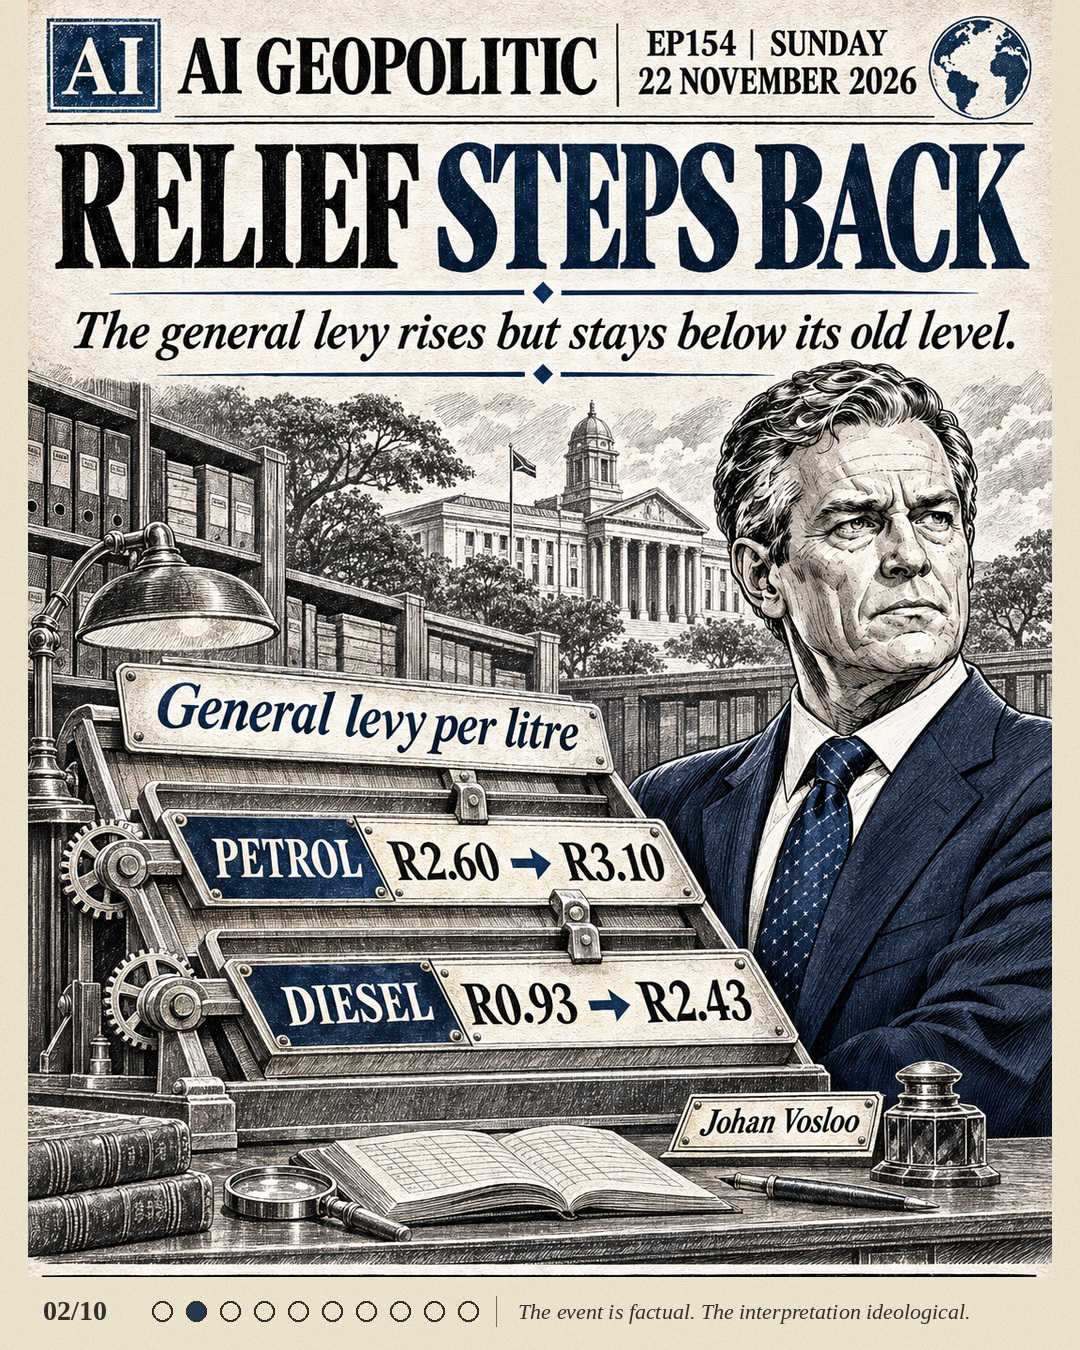 AI
AI GEOPOLITIC
EP154 | SUNDAY
22 NOVEMBER 2026
RELIEF STEPS BACK
The general levy rises but stays below its old level.
General levy per litre
PETROL R2.60 → R3.10
DIESEL R0.93 → R2.43
Johan Vosloo
02/10
The event is factual. The interpretation ideological.